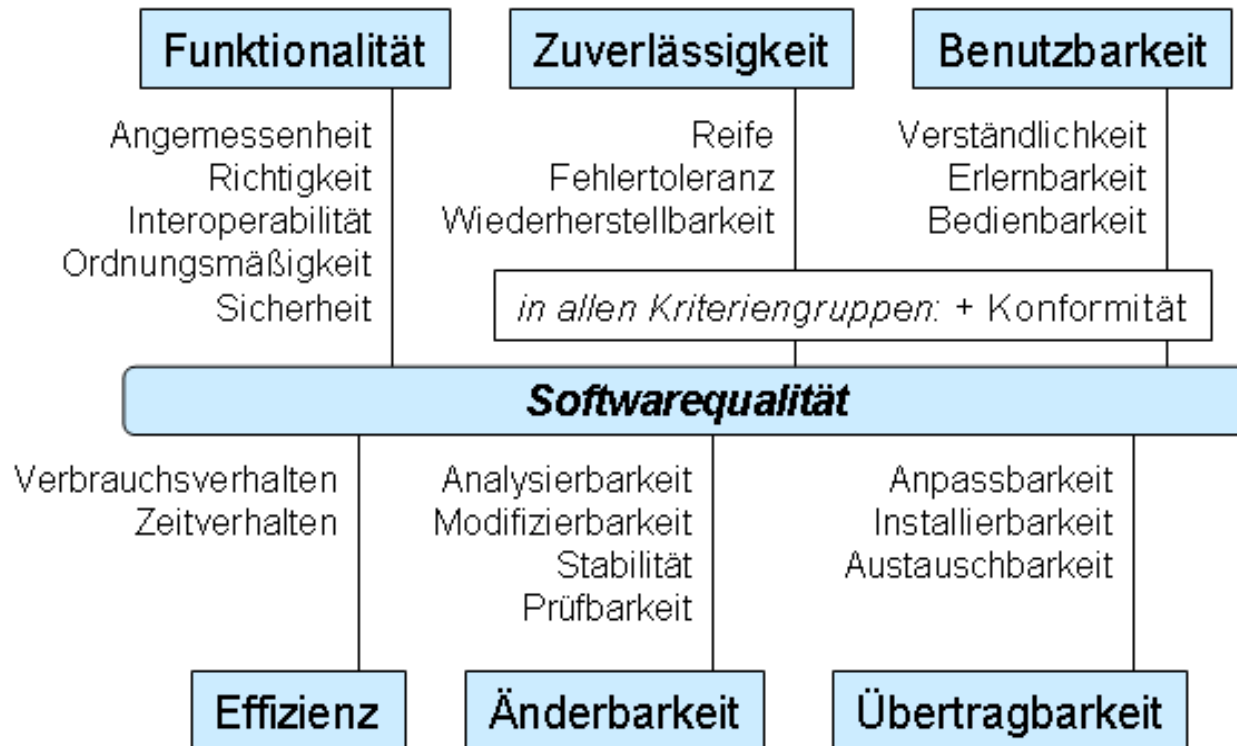 Funktionalität
Zuverlässigkeit
Benutzbarkeit
Angemessenheit
Richtigkeit
Interoperabilität
Ordnungsmäßigkeit
Sicherheit
Reife
Fehlertoleranz
Wiederherstellbarkeit
Verständlichkeit
Erlernbarkeit
Bedienbarkeit
in allen Kriteriengruppen: + Konformität
Softwarequalität
Verbrauchsverhalten
Zeitverhalten
Analysierbarkeit
Modifizierbarkeit
Stabilität
Prüfbarkeit
Anpassbarkeit
Installierbarkeit
Austauschbarkeit
Effizienz
Änderbarkeit
Übertragbarkeit